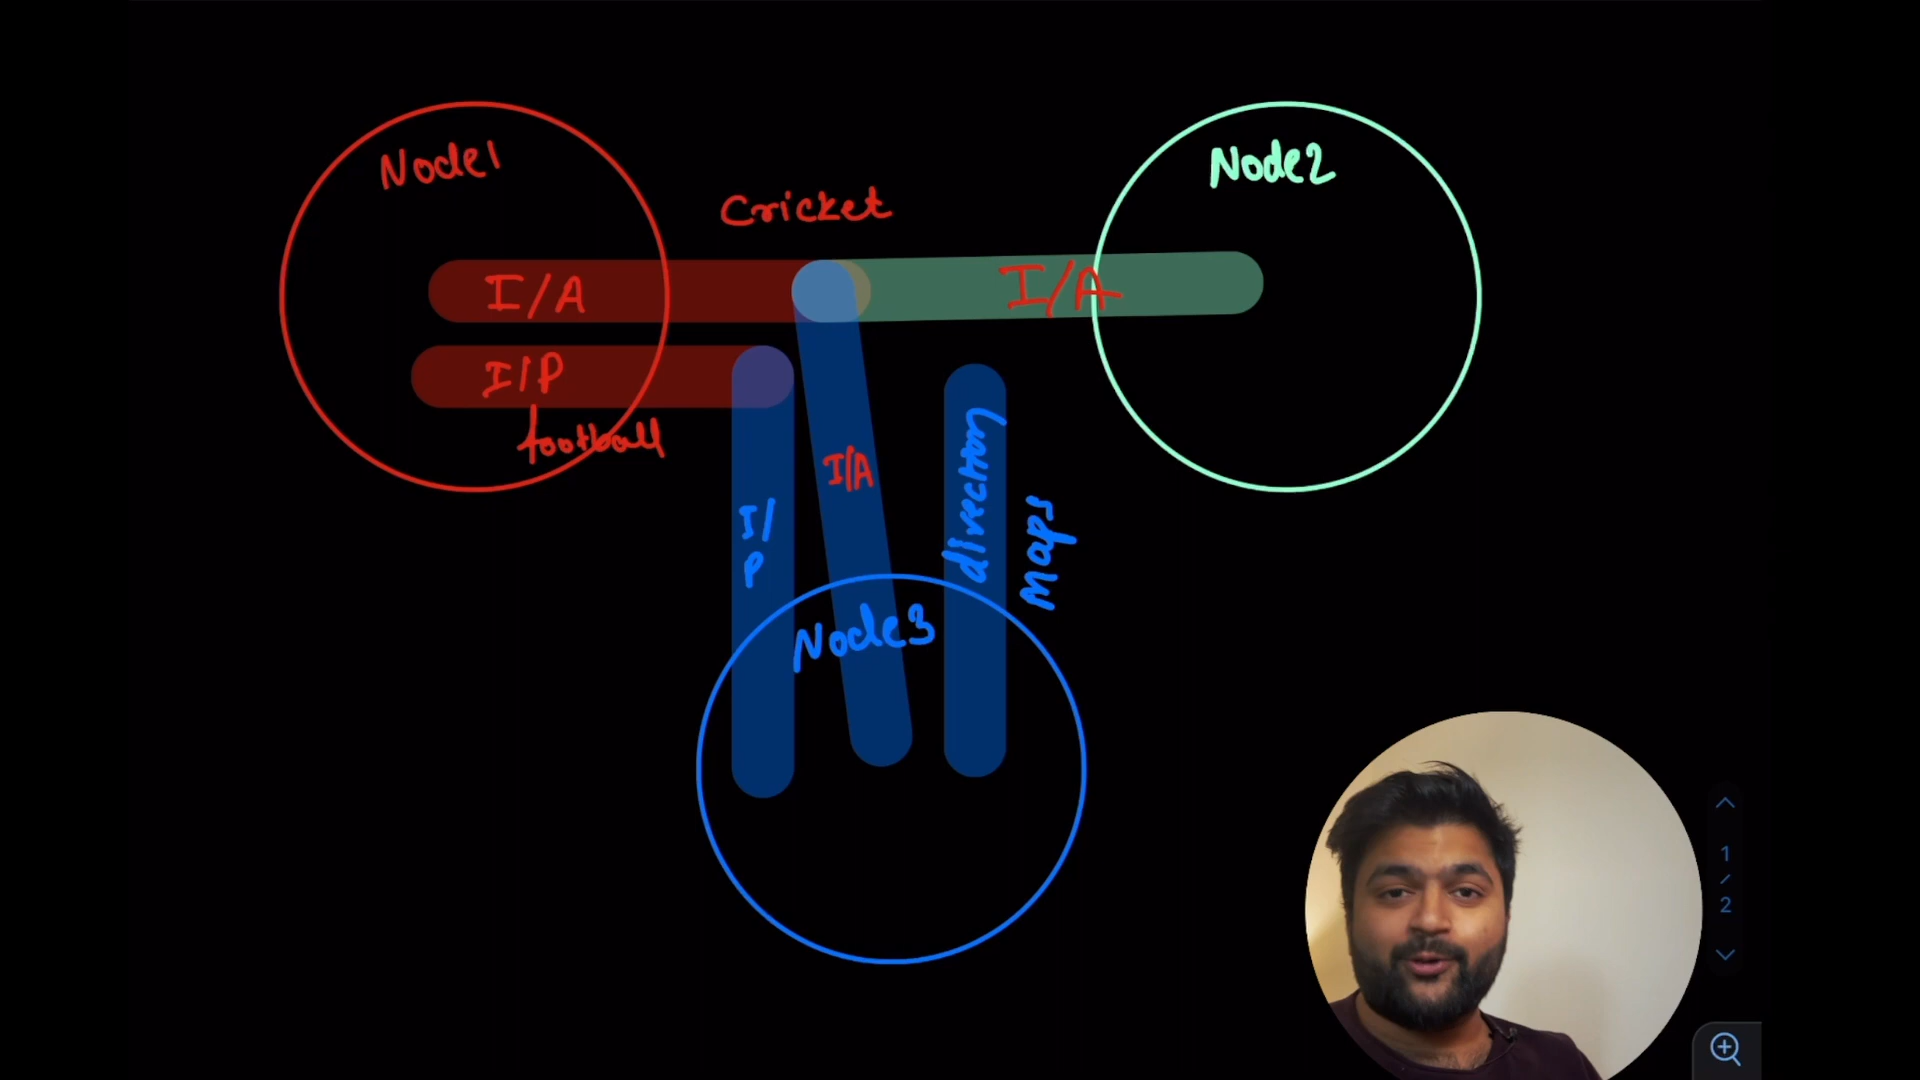 Node1
Node2
Cricket
I/A
I/A
I/P
football
I/A
direction
Maps
I/
P
Node3
1
/
2